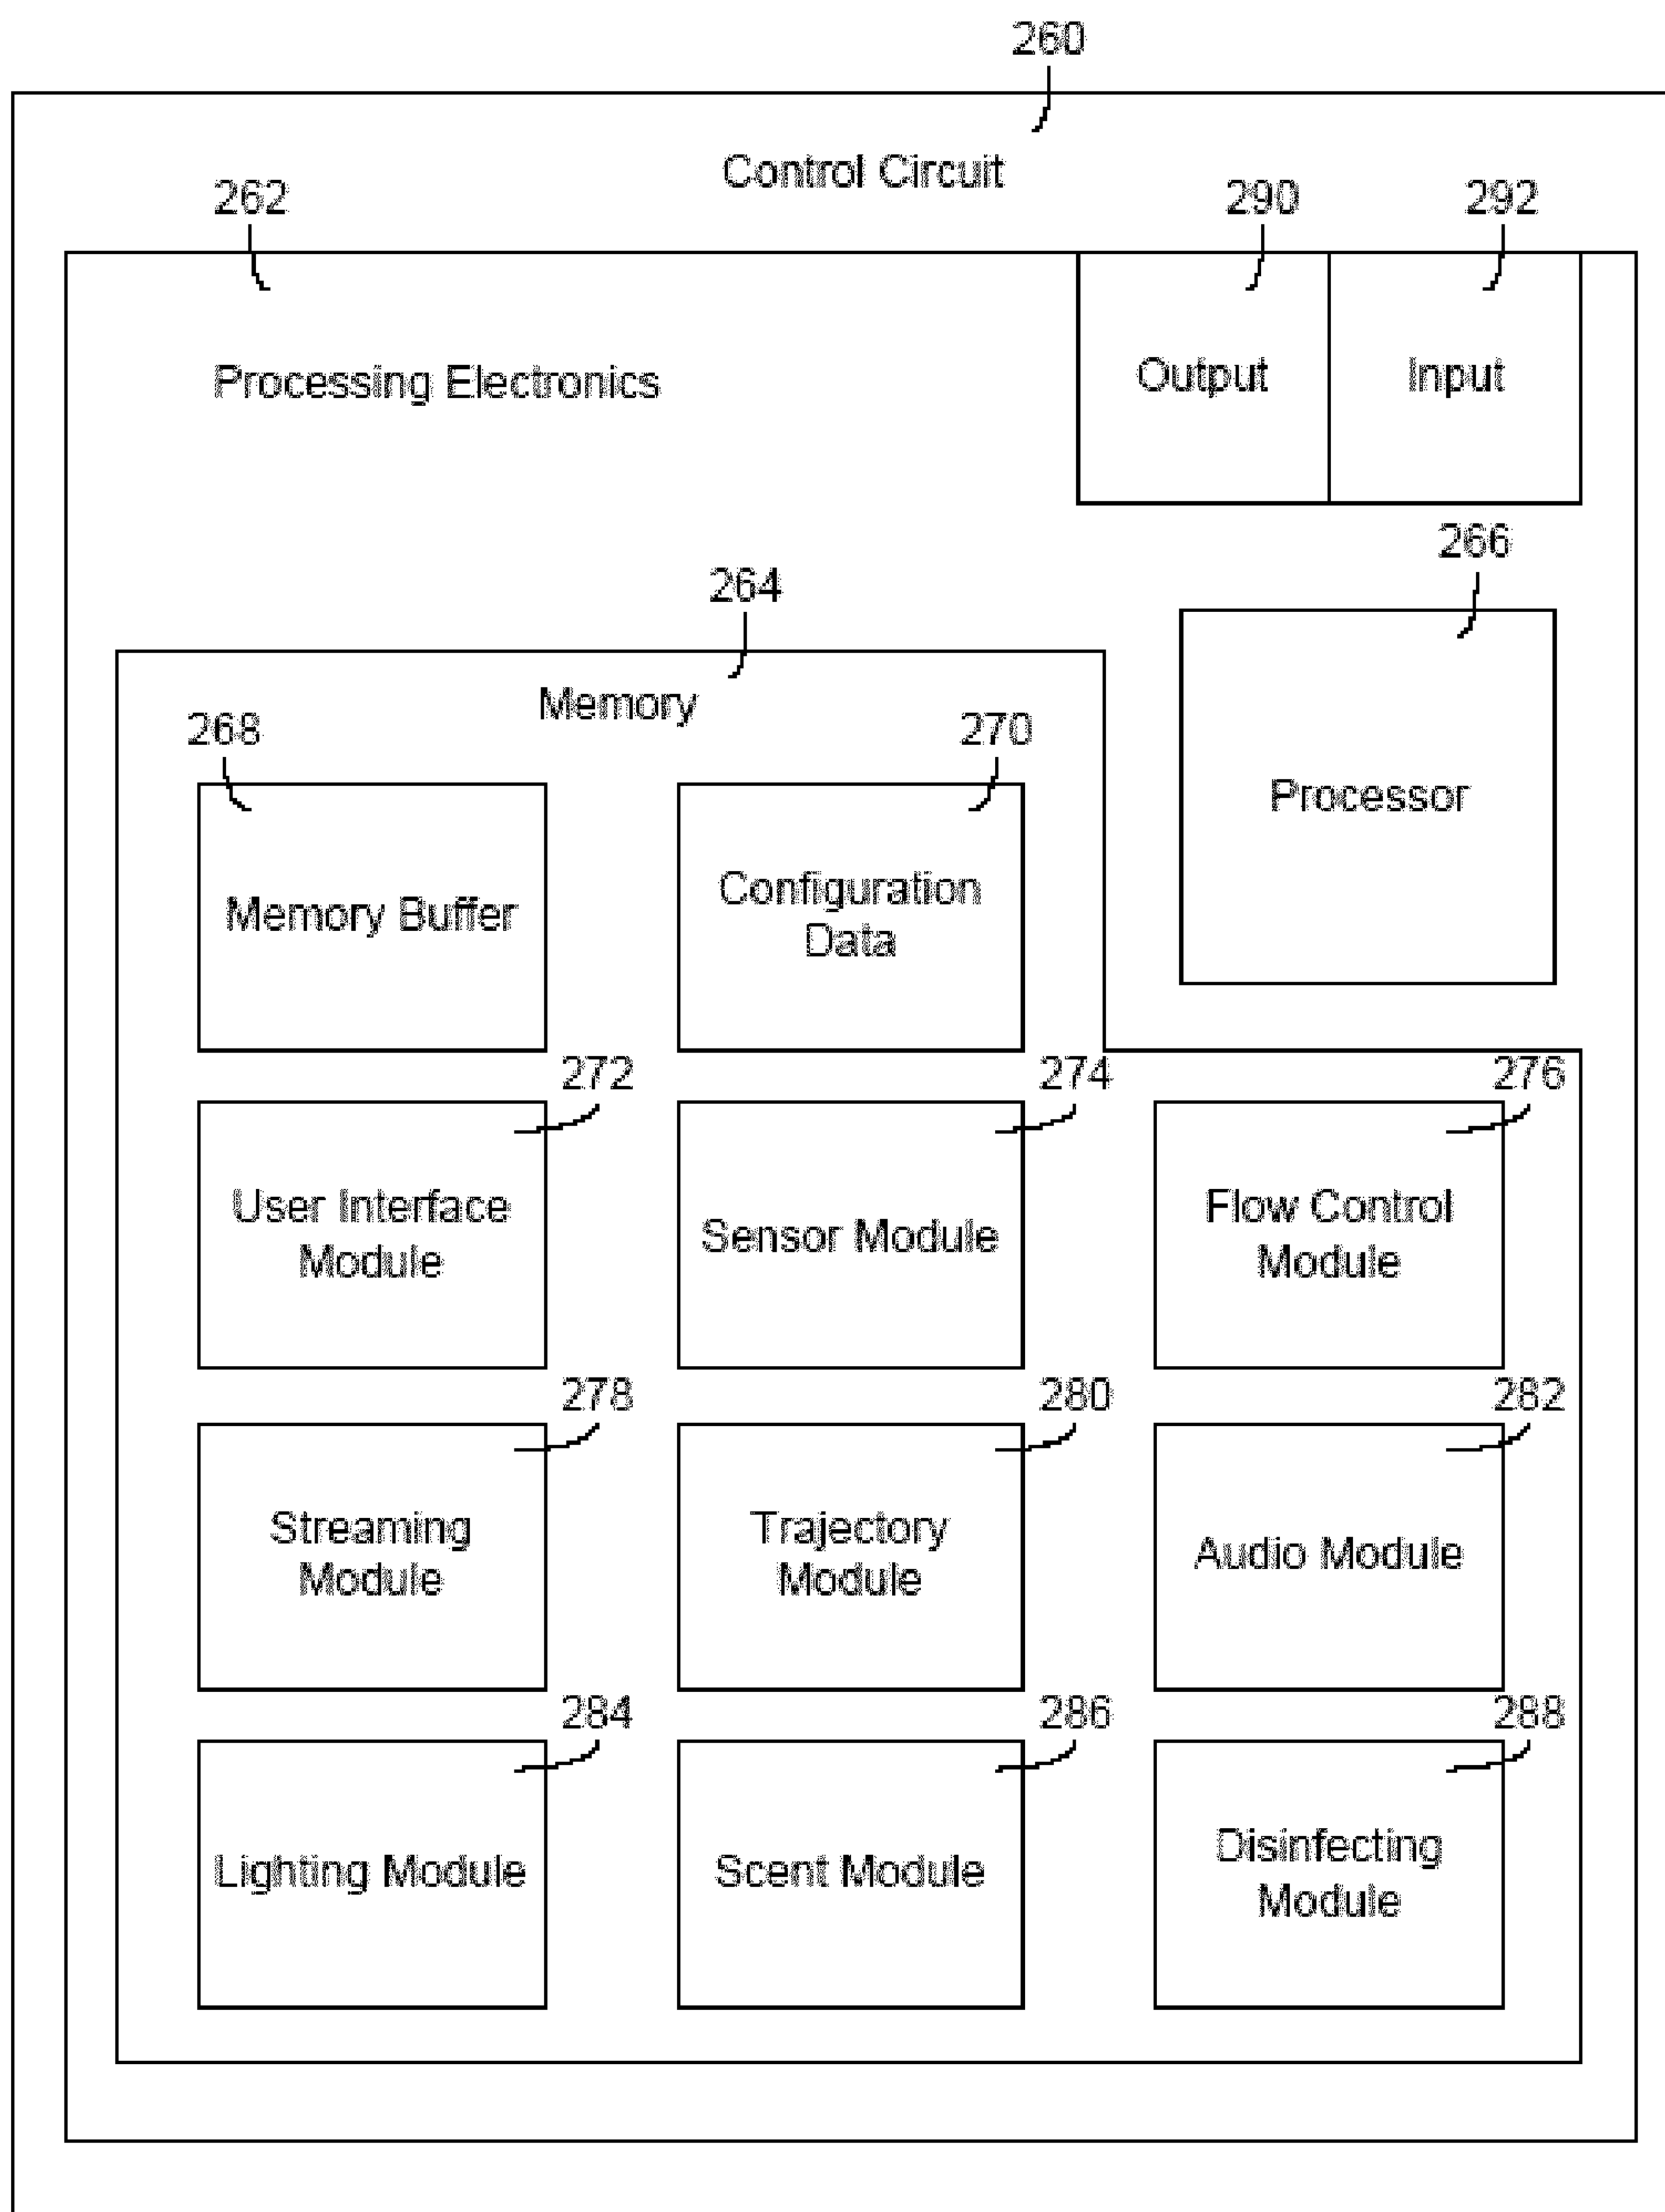 260
Control Circuit
262
290
292
Processing Electronics
Output
Input
266
264
Memory
Processor
268
270
Memory Buffer
Configuration
Data
272
274
276
User Interface
Module
Sensor Module
Flow Control
Module
278
280
282
Streaming
Module
Trajectory
Module
Audio Module
284
286
288
Lighting Module
Scent Module
Disinfecting
Module